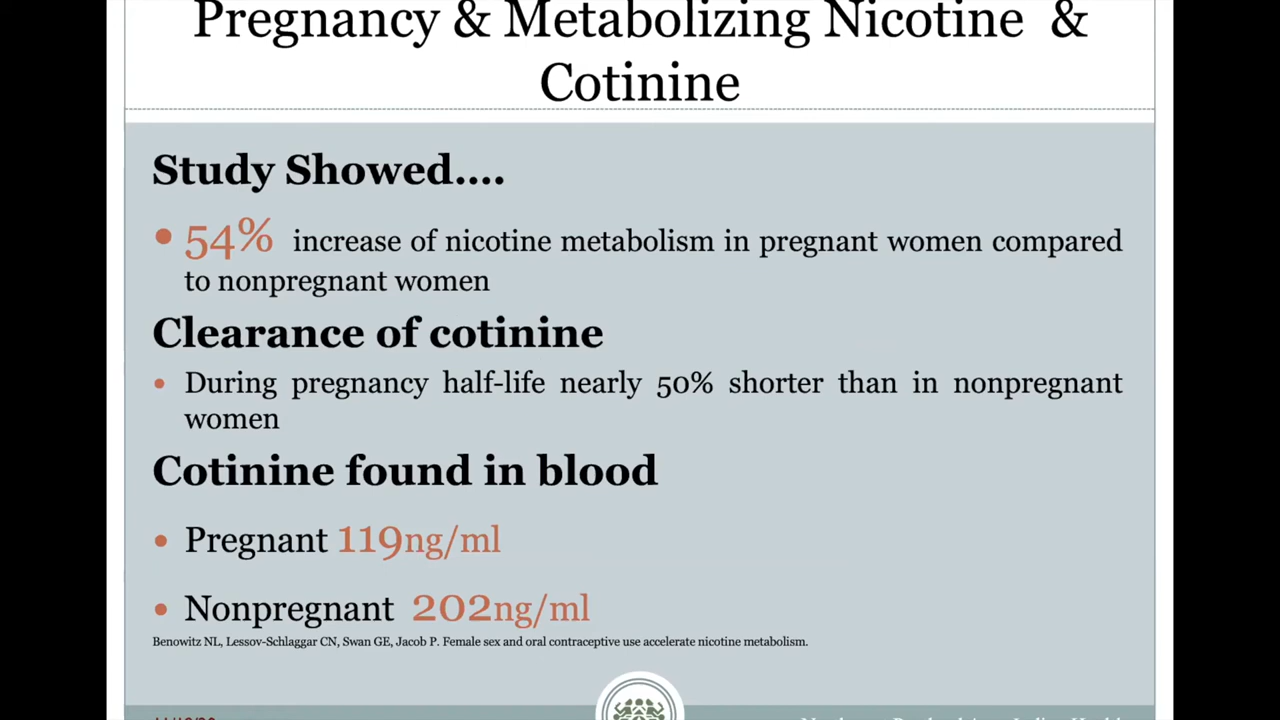 Pregnancy & Metabolizing Nicotine &
Cotinine
Study Showed....
• 54% increase of nicotine metabolism in pregnant women compared
to nonpregnant women
Clearance of cotinine
• During pregnancy half-life nearly 50% shorter than in nonpregnant
women
Cotinine found in blood
• Pregnant 119ng/ml
• Nonpregnant 202ng/ml
Benowitz NL, Lessov-Schlaggar CN, Swan GE, Jacob P. Female sex and oral contraceptive use accelerate nicotine metabolism.